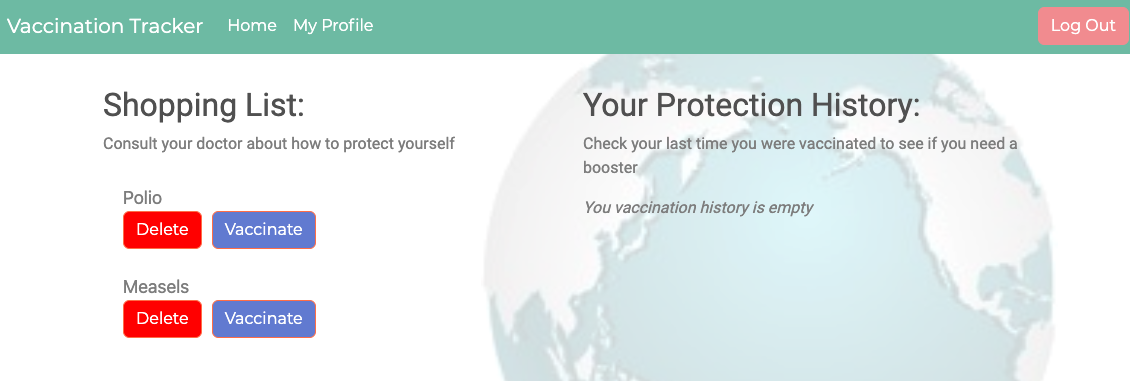 Vaccination Tracker Home My Profile Log Out
Shopping List:
Consult your doctor about how to protect yourself
Polio
Delete Vaccinate
Measels
Delete Vaccinate
Your Protection History:
Check your last time you were vaccinated to see if you need a
booster
You vaccination history is empty